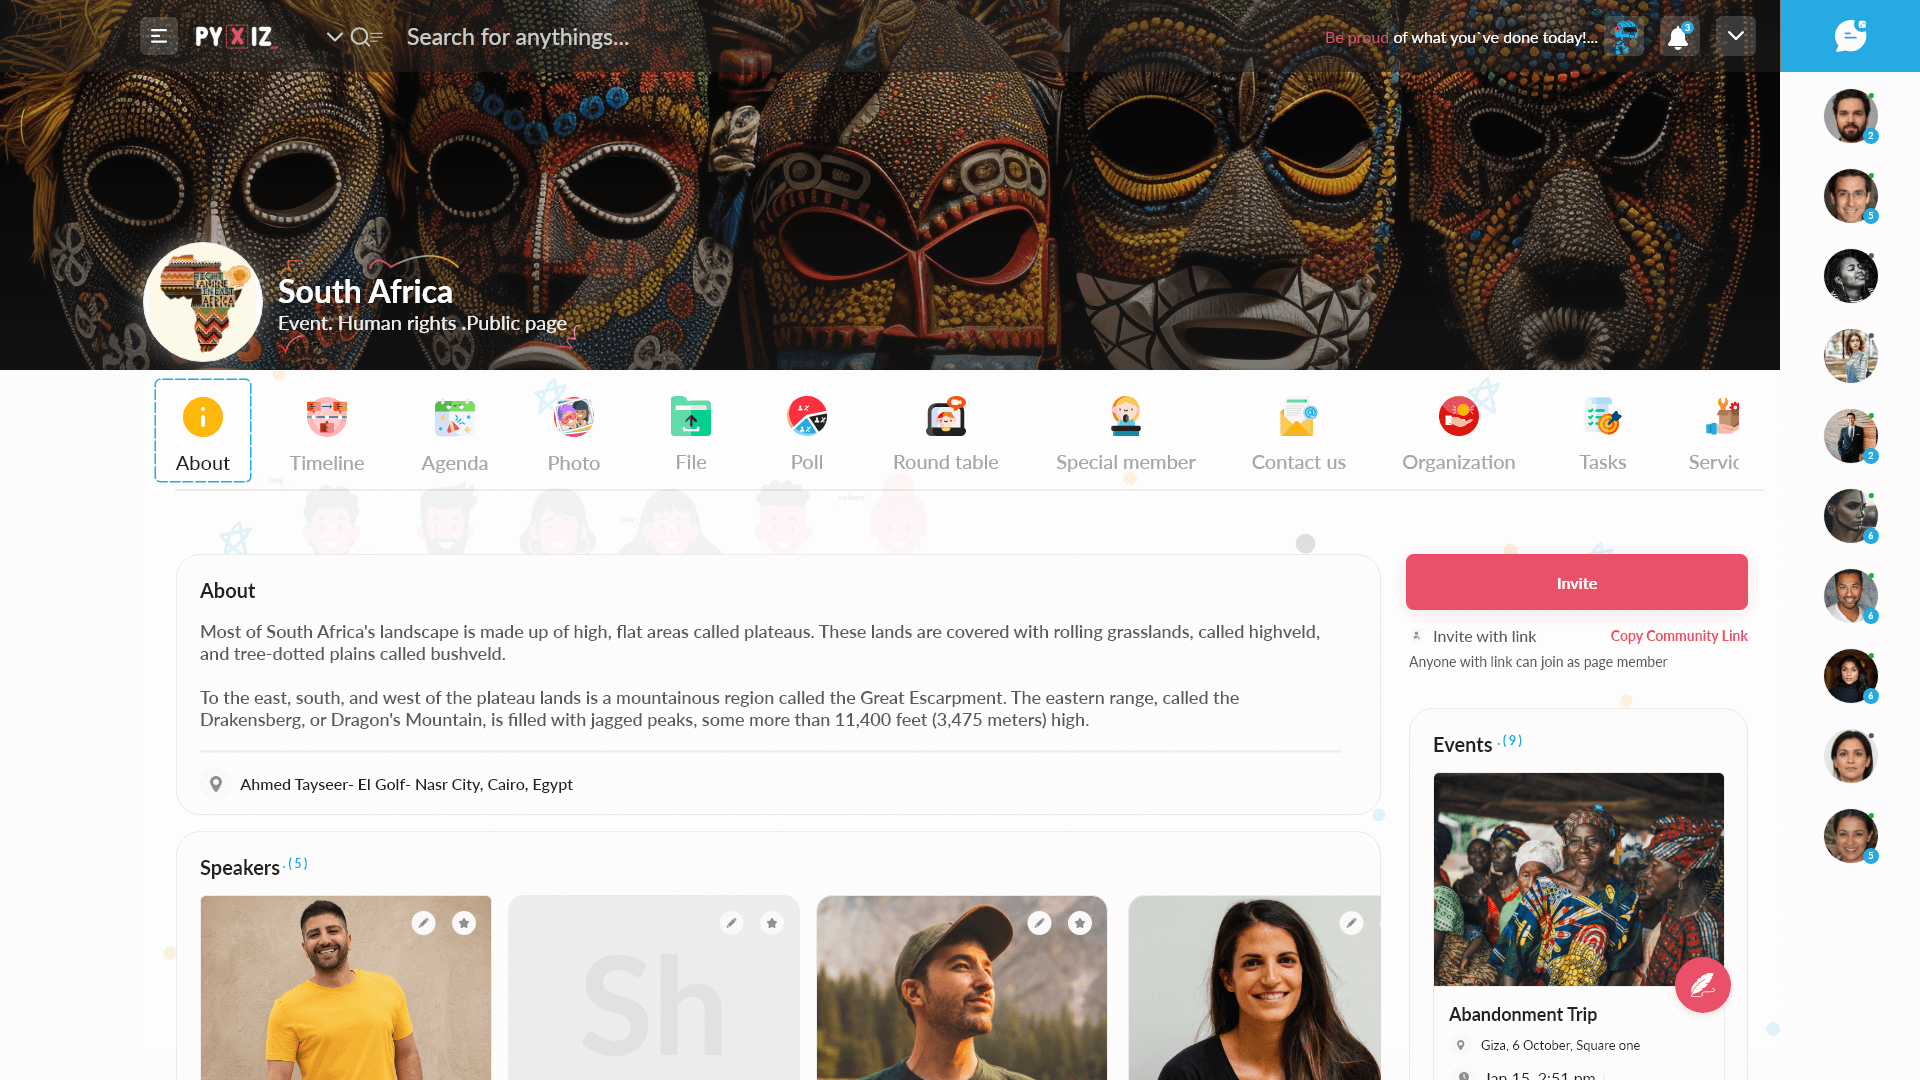 PYXIZ
Search for anythings...
Be proud of what you`ve done today!...
3
South Africa
Event. Human rights .Public page
FIGHT
FAMINE
IN EAST
AFRICA
About
Timeline
Agenda
Photo
File
Poll
Round table
Special member
Contact us
Organization
Tasks
Servic
About
Most of South Africa's landscape is made up of high, flat areas called plateaus. These lands are covered with rolling grasslands, called highveld,
and tree-dotted plains called bushveld.
To the east, south, and west of the plateau lands is a mountainous region called the Great Escarpment. The eastern range, called the
Drakensberg, or Dragon's Mountain, is filled with jagged peaks, some more than 11,400 feet (3,475 meters) high.
Ahmed Tayseer- El Golf- Nasr City, Cairo, Egypt
Speakers .(5)
Sh
Invite
Invite with link
Copy Community Link
Anyone with link can join as page member
Events .(9)
Abandonment Trip
Giza, 6 October, Square one
Jan 15, 2:51 pm
2
5
2
6
6
6
5